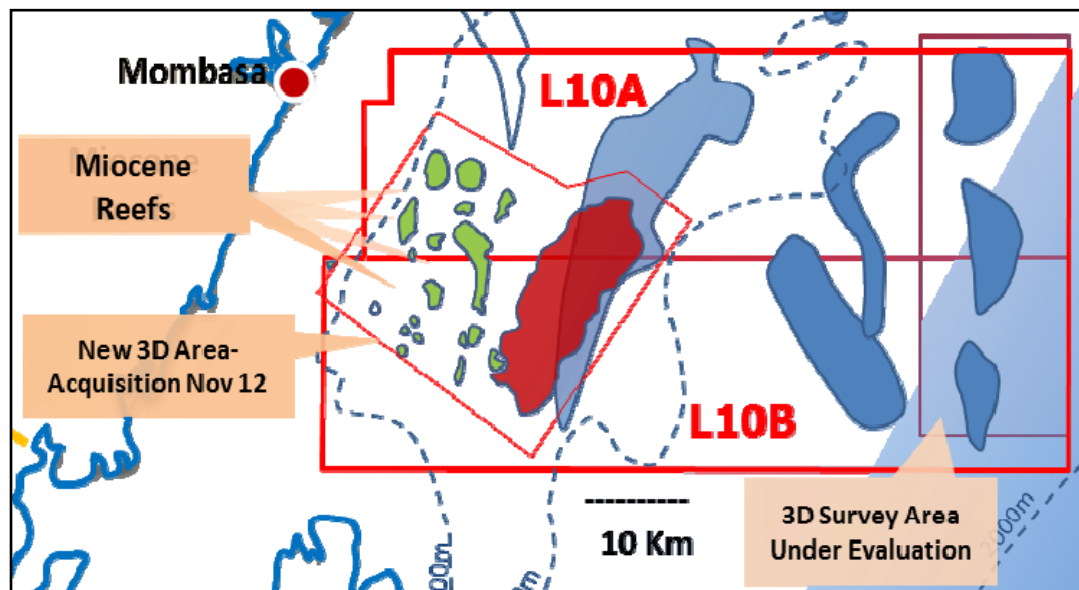 Mombasa
L10A
Miocene
Reefs
New 3D Area-
Acquisition Nov 12
L10B
10 Km
3D Survey Area
Under Evaluation
2000m